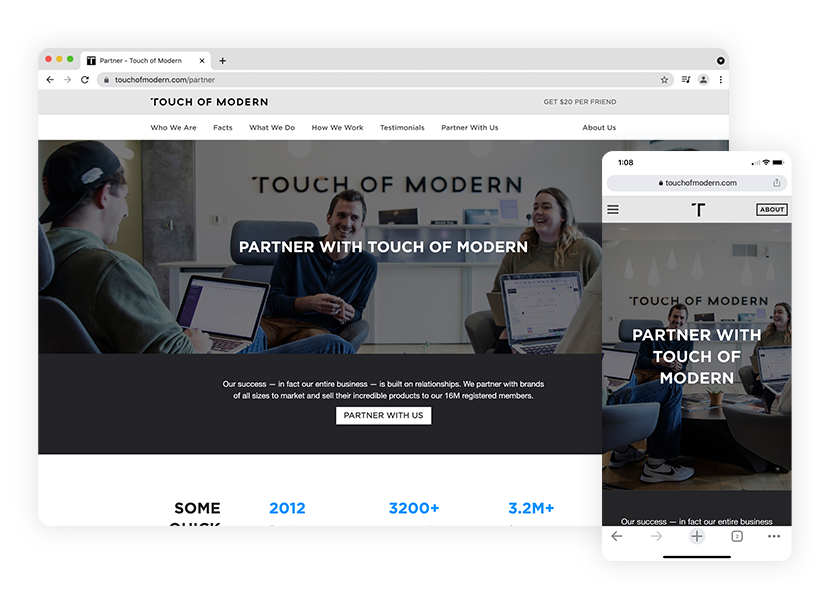 Partner - Touch of Modern
touchofmodern.com/partner
TOUCH OF MODERN
GET $20 PER FRIEND
Who We Are Facts What We Do How We Work Testimonials Partner With Us About Us
TOUCH OF MODERN
PARTNER WITH TOUCH OF MODERN
Our success — in fact our entire business — is built on relationships. We partner with brands
of all sizes to market and sell their incredible products to our 16M registered members.
PARTNER WITH US
SOME
QUICK
2012
3200+
3.2M+
1:08
touchofmodern.com
T
ABOUT
TOUCH OF MODERN
PARTNER WITH
TOUCH OF
MODERN
Our success — in fact our entire business
2